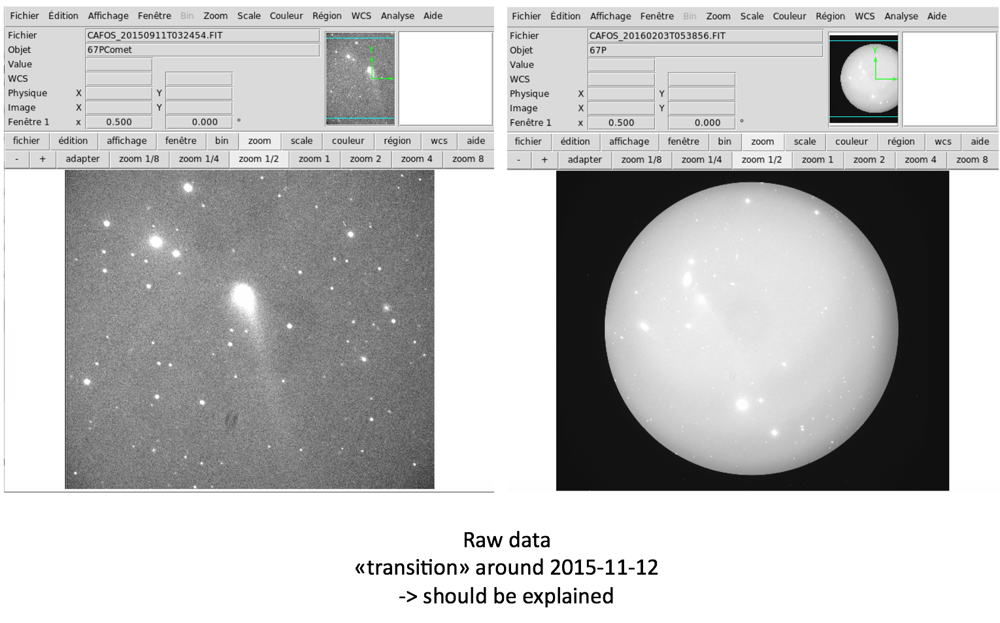 Fichier Édition Affichage Fenêtre Bin Zoom Scale Couleur Région WCS Analyse Aide
Fichier CAFOS_20150911T032454.FIT
Objet 67PComet
Value
WCS
Physique X Y
Image X Y
Fenêtre 1 x 0.500 0.000 °
Y
fichier édition affichage fenêtre bin zoom scale couleur région wcs aide
- + adapter zoom 1/8 zoom 1/4 zoom 1/2 zoom 1 zoom 2 zoom 4 zoom 8
Fichier Édition Affichage Fenêtre Bin Zoom Scale Couleur Région WCS Analyse Aide
Fichier CAFOS_20160203T053856.FIT
Objet 67P
Value
WCS
Physique X Y
Image X Y
Fenêtre 1 x 0.500 0.000 °
Y
fichier édition affichage fenêtre bin zoom scale couleur région wcs aide
- + adapter zoom 1/8 zoom 1/4 zoom 1/2 zoom 1 zoom 2 zoom 4 zoom 8
Raw data
«transition» around 2015-11-12
-> should be explained